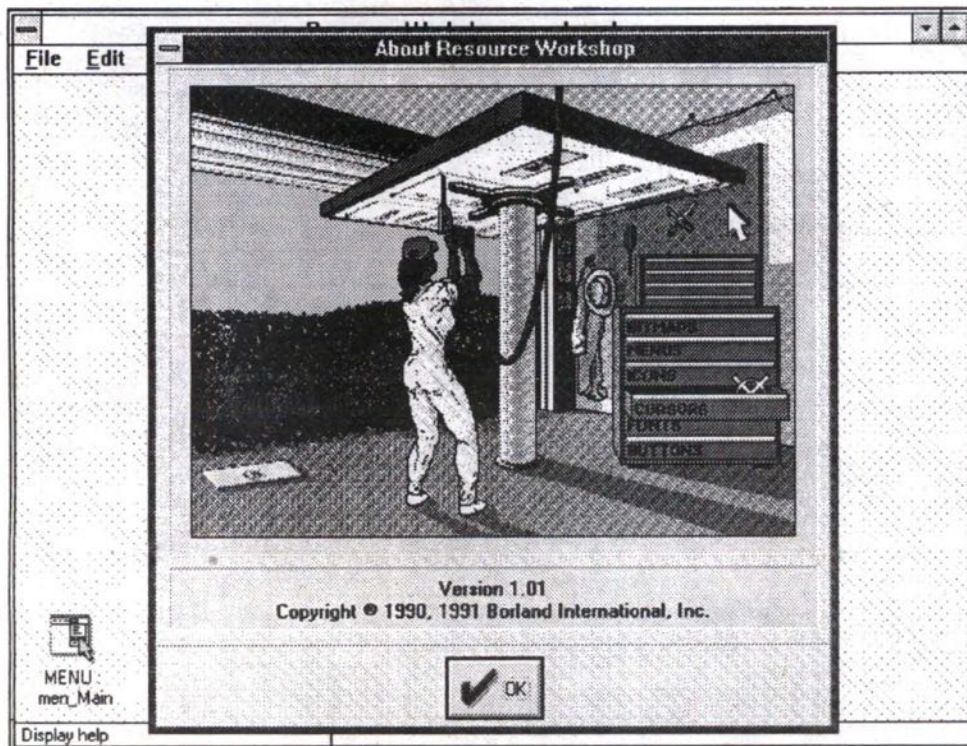 About Resource Workshop
File Edit
BITMAPS
MENUS
ICONS
CURSORS
FONTS
BUTTONS
Version 1.01
Copyright © 1990, 1991 Borland International, Inc.
OK
MENU :
men_Main
Display help